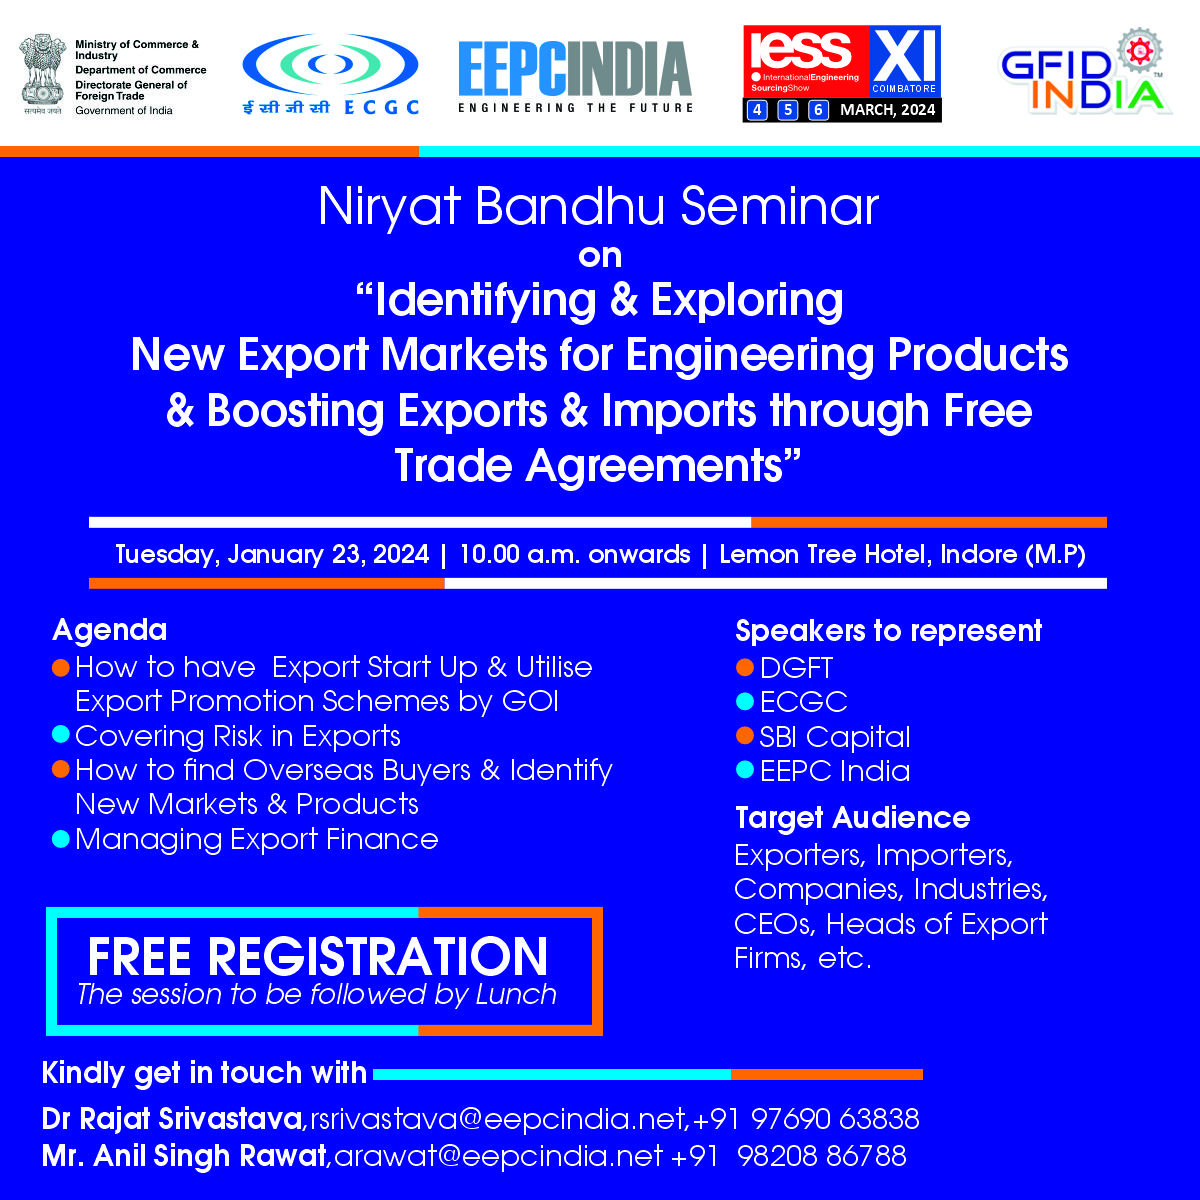 Ministry of Commerce &
Industry
Department of Commerce
Directorate General of
Foreign Trade
Government of India
सत्यमेव जयते
ई सी जी सी E C G C
EEPCINDIA
ENGINEERING THE FUTURE
iess XI
InternationalEngineering
SourcingShow
COIMBATORE
4 5 6 MARCH, 2024
GFID
INDIA
TM
Niryat Bandhu Seminar
on
“Identifying & Exploring
New Export Markets for Engineering Products
& Boosting Exports & Imports through Free
Trade Agreements”
Tuesday, January 23, 2024 | 10.00 a.m. onwards | Lemon Tree Hotel, Indore (M.P)
Agenda
How to have  Export Start Up & Utilise
Export Promotion Schemes by GOI
Covering Risk in Exports
How to find Overseas Buyers & Identify
New Markets & Products
Managing Export Finance
Speakers to represent
DGFT
ECGC
SBI Capital
EEPC India
Target Audience
Exporters, Importers,
Companies, Industries,
CEOs, Heads of Export
Firms, etc.
FREE REGISTRATION
The session to be followed by Lunch
Kindly get in touch with
Dr Rajat Srivastava,rsrivastava@eepcindia.net,+91 97690 63838
Mr. Anil Singh Rawat,arawat@eepcindia.net +91  98208 86788